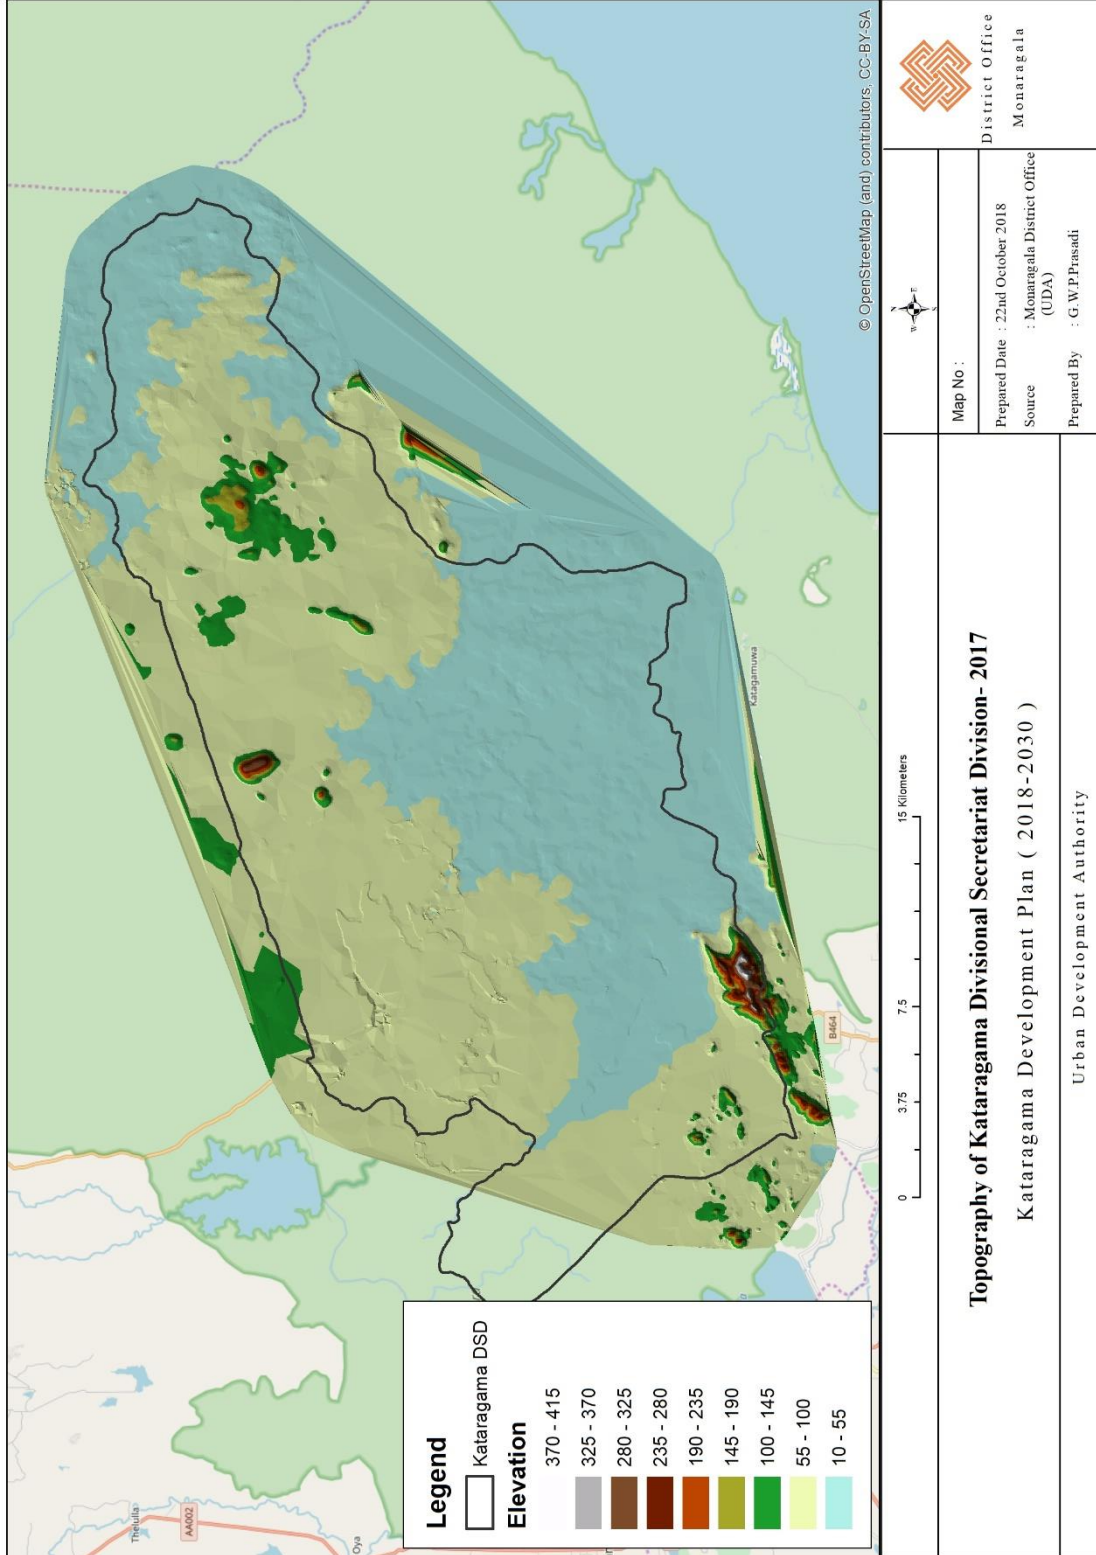 Thelulla
AA002
Oya
B464
Katagamuwa
© OpenStreetMap (and) contributors, CC-BY-SA
Legend
Kataragama DSD
Elevation
370 - 415
325 - 370
280 - 325
235 - 280
190 - 235
145 - 190
100 - 145
55 - 100
10 - 55
0 3.75 7.5 15 Kilometers
Topography of Kataragama Divisional Secretariat Division- 2017
Kataragama Development Plan ( 2018-2030 )
Urban Development Authority
N
W E
S
Map No :
Prepared Date : 22nd October 2018
Source : Monaragala District Office
(UDA)
Prepared By : G.W.P.Prasadi
District Office
Monaragala